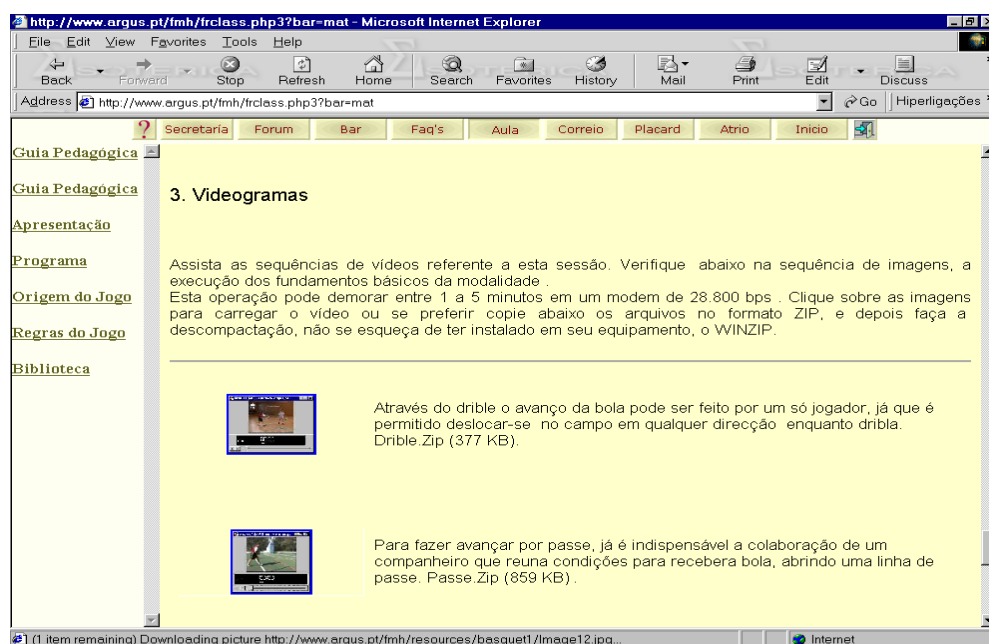 http://www.argus.pt/fmh/frclass.php3?bar=mat - Microsoft Internet Explorer
File Edit View Favorites Tools Help
Back Forward Stop Refresh Home Search Favorites History Mail Print Edit Discuss
Address http://www.argus.pt/fmh/frclass.php3?bar=mat Go Hiperligações
? Secretaría Forum Bar Faq's Aula Correio Placard Atrio Inicio
Guia Pedagógica
Guia Pedagógica
Apresentação
Programa
Origem do Jogo
Regras do Jogo
Biblioteca
3. Videogramas
Assista as sequências de vídeos referente a esta sessão. Verifique abaixo na sequência de imagens, a
execução dos fundamentos básicos da modalidade .
Esta operação pode demorar entre 1 a 5 minutos em um modem de 28.800 bps . Clique sobre as imagens
para carregar o vídeo ou se preferir copie abaixo os arquivos no formato ZIP, e depois faça a
descompactação, não se esqueça de ter instalado em seu equipamento, o WINZIP.
Através do drible o avanço da bola pode ser feito por um só jogador, já que é
permitido deslocar-se no campo em qualquer direcção enquanto dribla.
Drible.Zip (377 KB).
Para fazer avançar por passe, já é indispensável a colaboração de um
companheiro que reuna condições para recebera bola, abrindo uma linha de
passe. Passe.Zip (859 KB) .
(1 item remaining) Downloading picture http://www.argus.pt/fmh/resources/basquet1/Image12.jpg... Internet